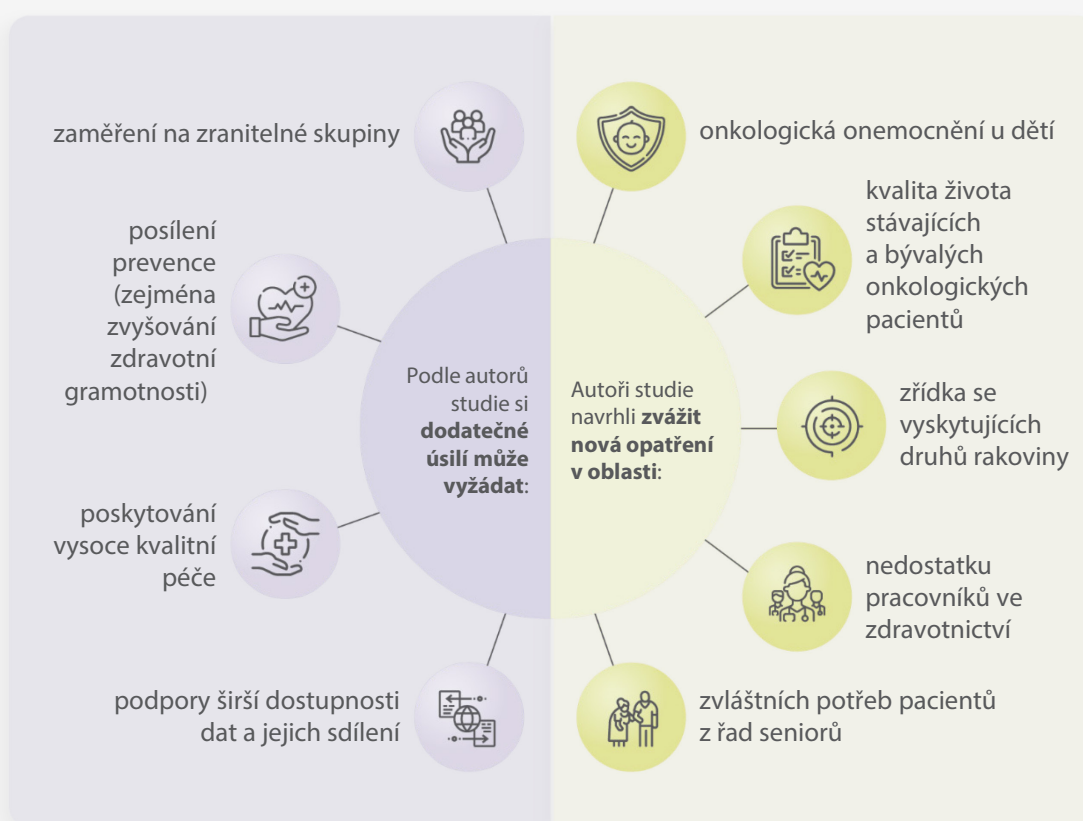 Podle autorů
studie si
dodatečné
úsilí může
vyžádat:
zaměření na zranitelné skupiny
posílení
prevence
(zejména
zvyšování
zdravotní
gramotnosti)
poskytování
vysoce kvalitní
péče
podpory širší dostupnosti
dat a jejich sdílení
Autoři studie
navrhli zvážit
nová opatření
v oblasti:
onkologická onemocnění u dětí
kvalita života
stávajících
a bývalých
onkologických
pacientů
zřídka se
vyskytujících
druhů rakoviny
nedostatku
pracovníků ve
zdravotnictví
zvláštních potřeb pacientů
z řad seniorů